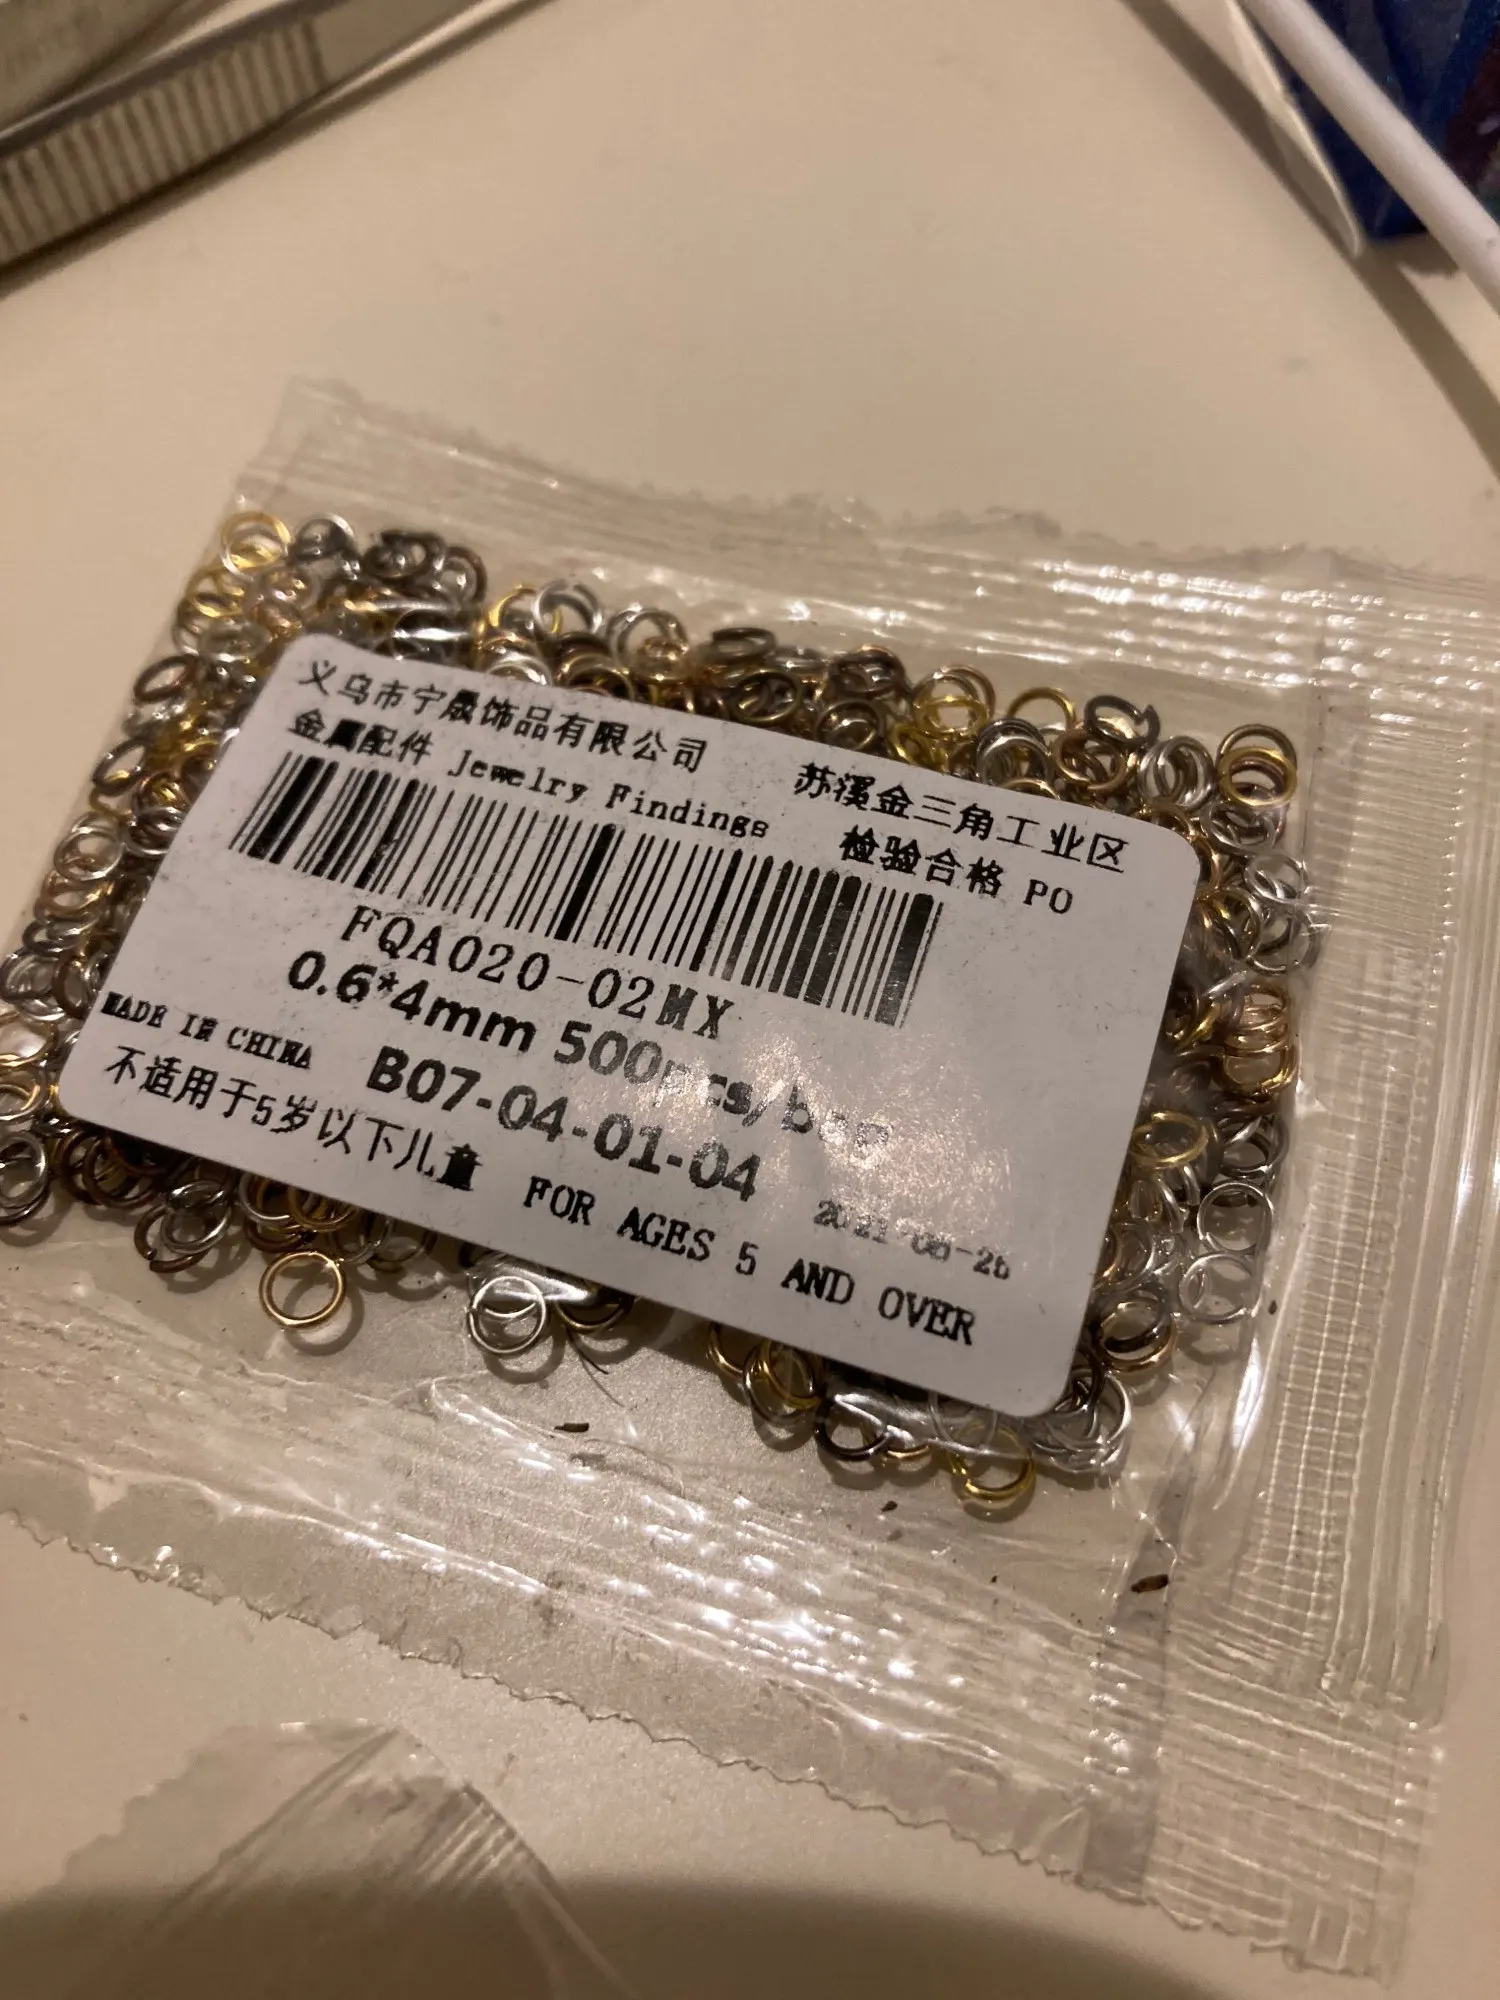 义乌市宁晟饰品有限公司 苏溪金三角工业区
金属配件 Jewelry Findings 检验合格 PO
FQA020-02MX
0.6*4mm 500pcs/bag
MADE IN CHINA B07-04-01-04
不适用于5岁以下儿童 FOR AGES 5 AND OVER